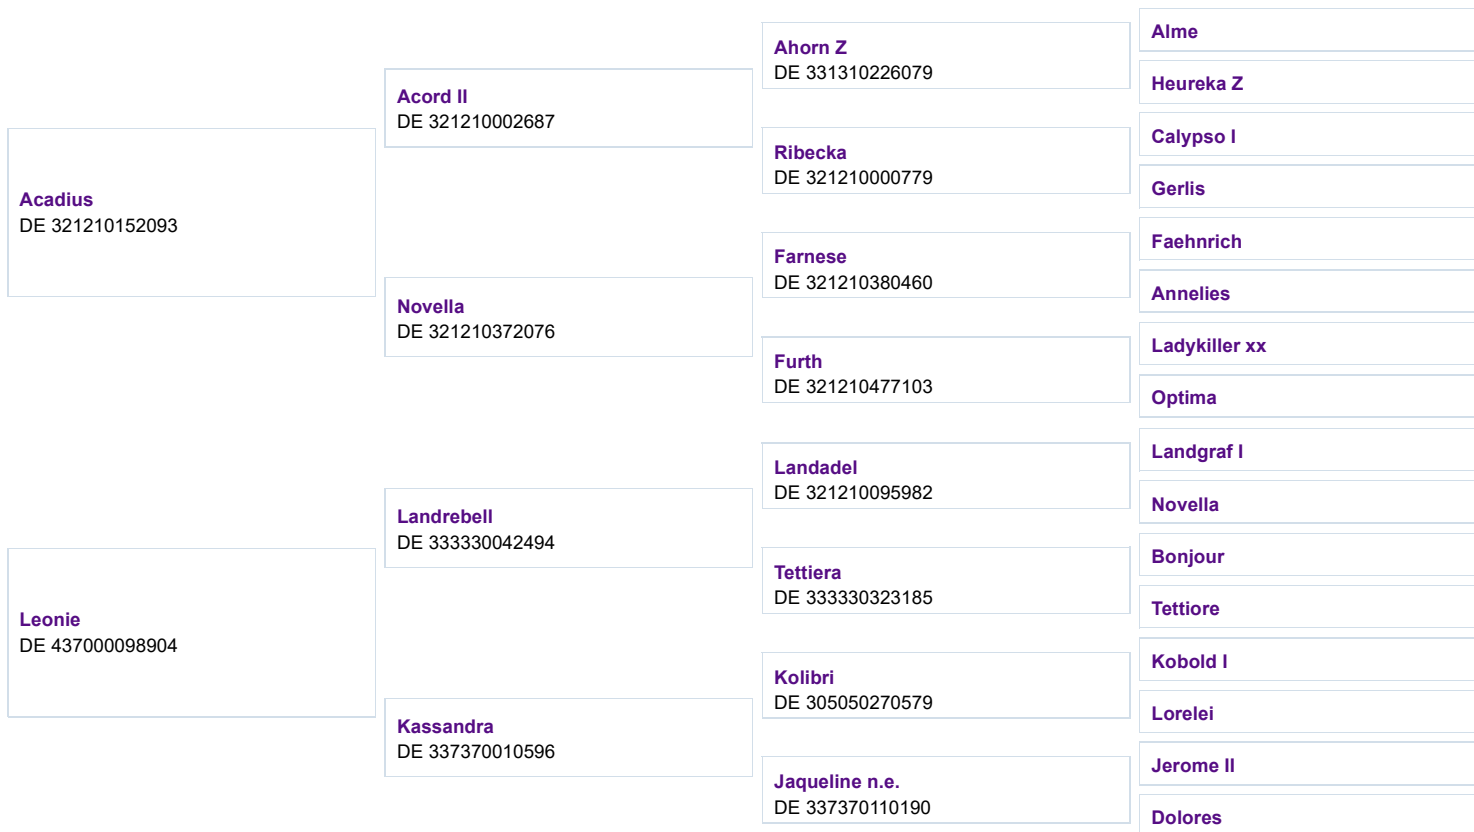 Acadius
DE 321210152093
Leonie
DE 437000098904
Acord II
DE 321210002687
Novella
DE 321210372076
Landrebell
DE 333330042494
Kassandra
DE 337370010596
Ahorn Z
DE 331310226079
Ribecka
DE 321210000779
Farnese
DE 321210380460
Furth
DE 321210477103
Landadel
DE 321210095982
Tettiera
DE 333330323185
Kolibri
DE 305050270579
Jaqueline n.e.
DE 337370110190
Alme
Heureka Z
Calypso I
Gerlis
Faehnrich
Annelies
Ladykiller xx
Optima
Landgraf I
Novella
Bonjour
Tettiore
Kobold I
Lorelei
Jerome II
Dolores